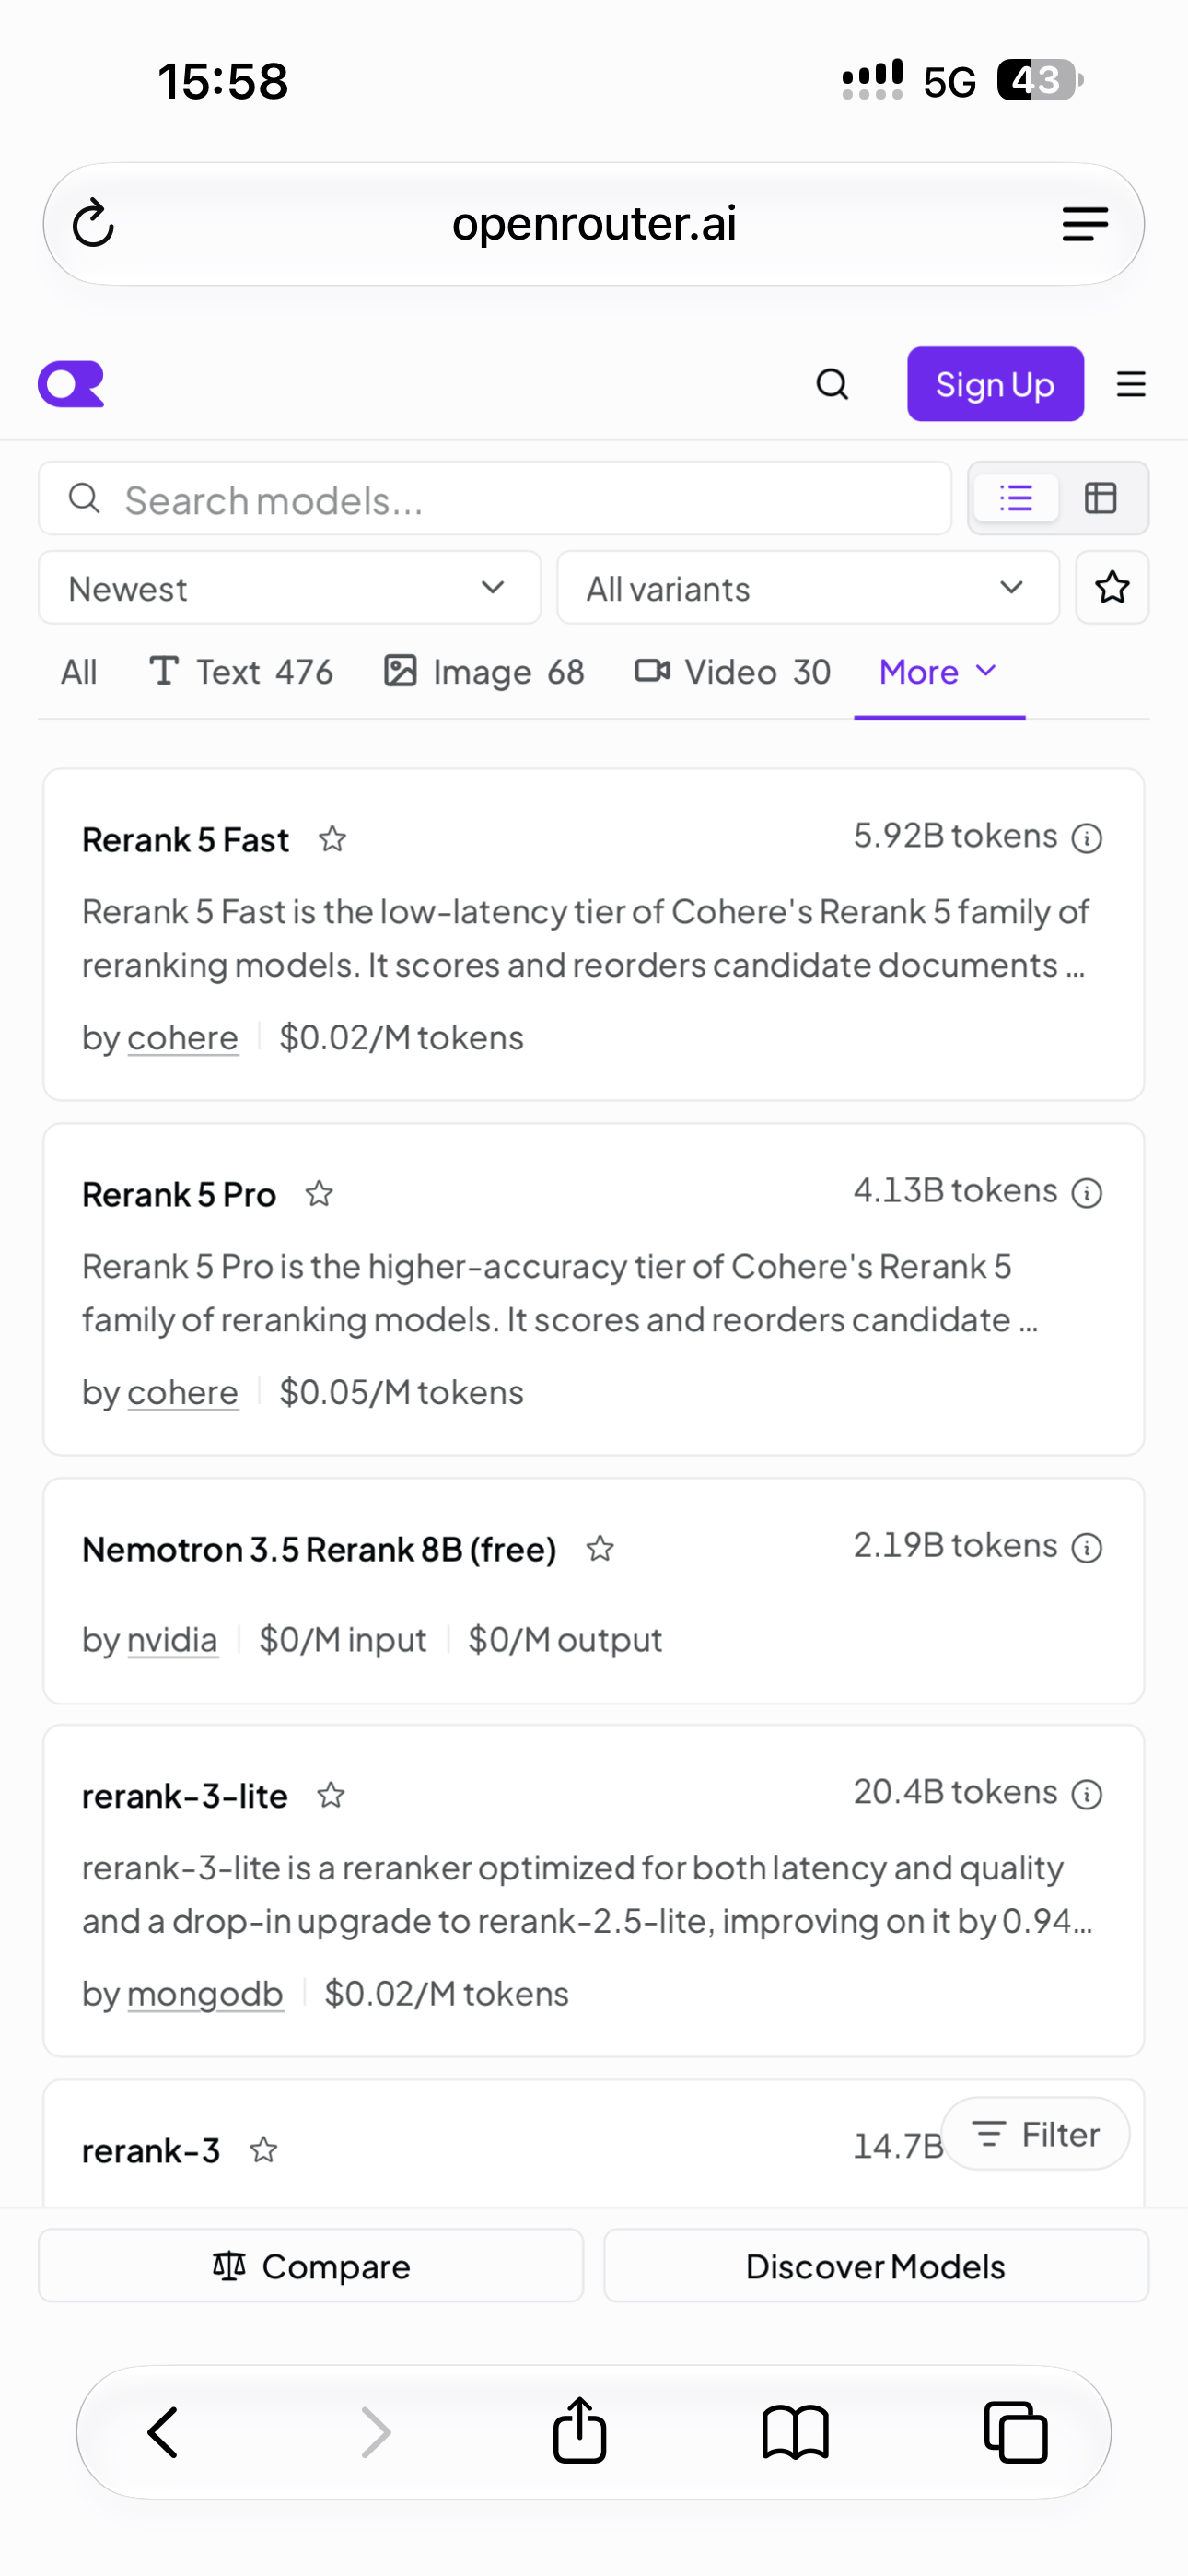 15:58
5G 43
openrouter.ai
Sign Up
Search models...
Newest
All variants
All
Text 476
Image 68
Video 30
More
Rerank 5 Fast
5.92B tokens
Rerank 5 Fast is the low-latency tier of Cohere's Rerank 5 family of
reranking models. It scores and reorders candidate documents ...
by cohere
$0.02/M tokens
Rerank 5 Pro
4.13B tokens
Rerank 5 Pro is the higher-accuracy tier of Cohere's Rerank 5
family of reranking models. It scores and reorders candidate ...
by cohere
$0.05/M tokens
Nemotron 3.5 Rerank 8B (free)
2.19B tokens
by nvidia
$0/M input
$0/M output
rerank-3-lite
20.4B tokens
rerank-3-lite is a reranker optimized for both latency and quality
and a drop-in upgrade to rerank-2.5-lite, improving on it by 0.94...
by mongodb
$0.02/M tokens
rerank-3
14.7B
Filter
Compare
Discover Models